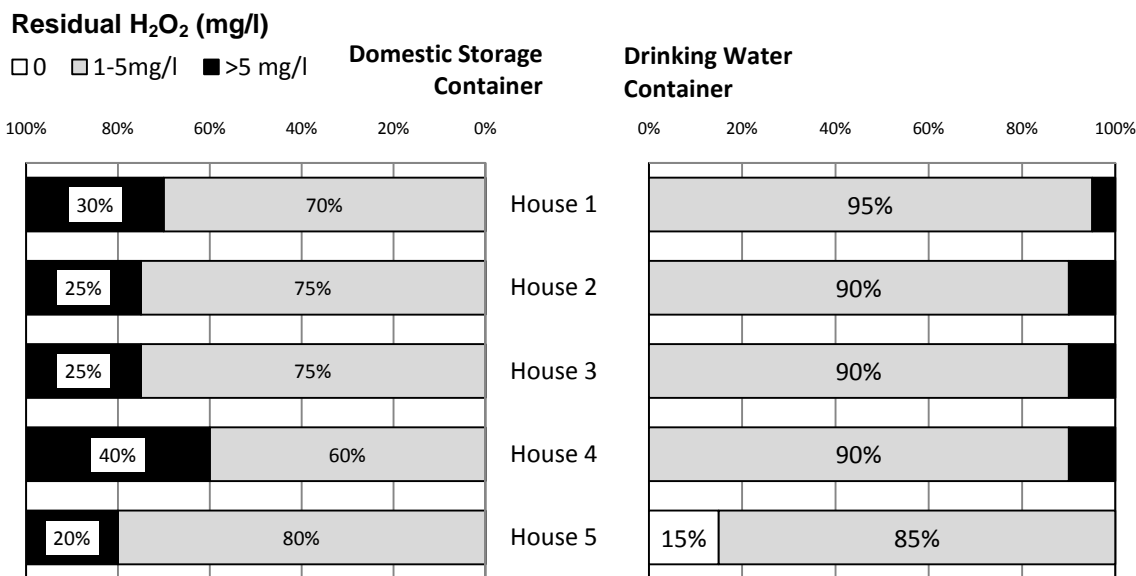 Residual H₂O₂ (mg/l)
0 1-5mg/l >5 mg/l
Domestic Storage
Container
Drinking Water
Container
100% 80% 60% 40% 20% 0%
0% 20% 40% 60% 80% 100%
30% 70% House 1 95%
25% 75% House 2 90%
25% 75% House 3 90%
40% 60% House 4 90%
20% 80% House 5 15% 85%